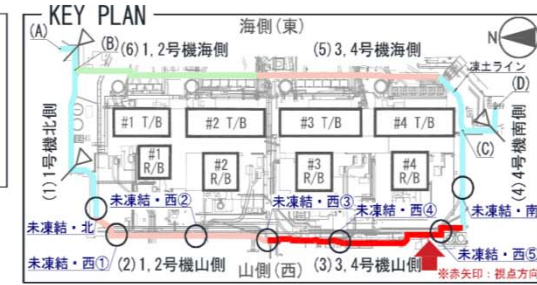 KEY PLAN
海側(東)
N
(A)
(B)
(6)1,2号機海側
(5)3,4号機海側
凍土ライン
(D)
(1)1号機北側
#1 T/B
#2 T/B
#3 T/B
#4 T/B
(C)
(4)4号機南側
#1
R/B
#2
R/B
#3
R/B
#4
R/B
未凍結・北
未凍結・西②
未凍結・西③
未凍結・西④
未凍結・南
未凍結・西①
(2)1,2号機山側
山側(西)
(3)3,4号機山側
未凍結・西⑤
※赤矢印：視点方向